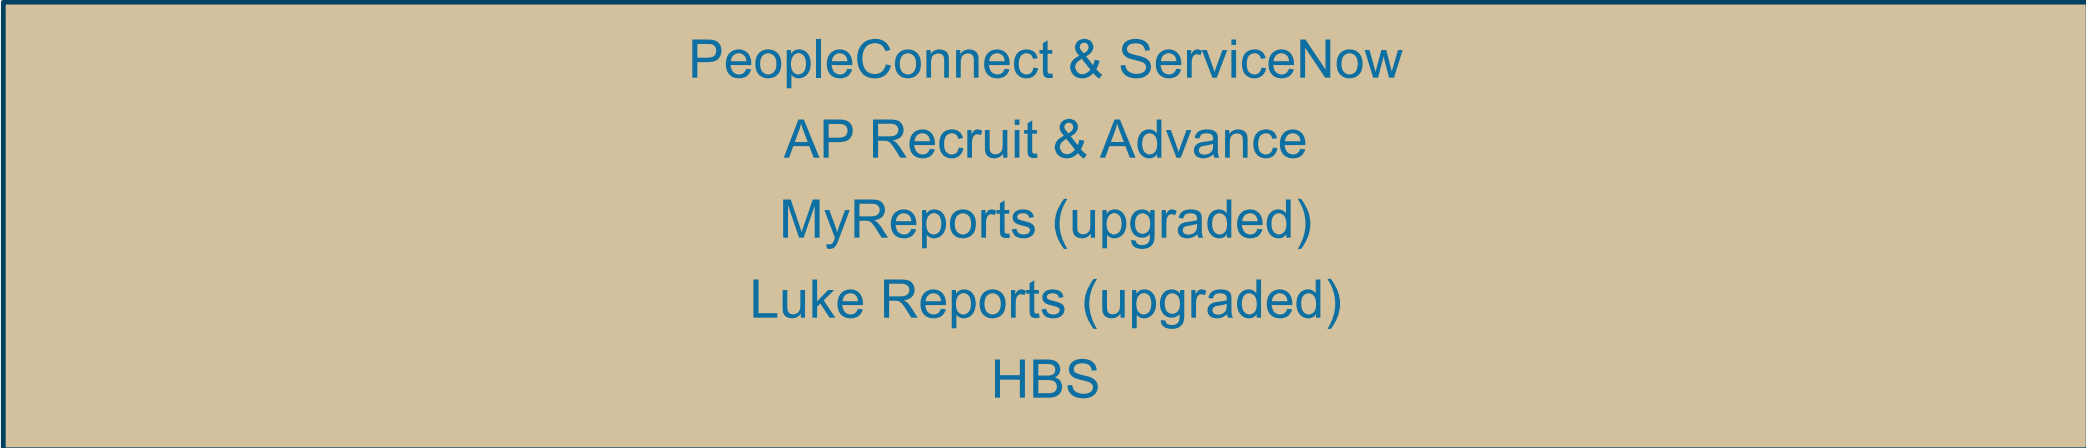 PeopleConnect & ServiceNow
AP Recruit & Advance
MyReports (upgraded)
Luke Reports (upgraded)
HBS